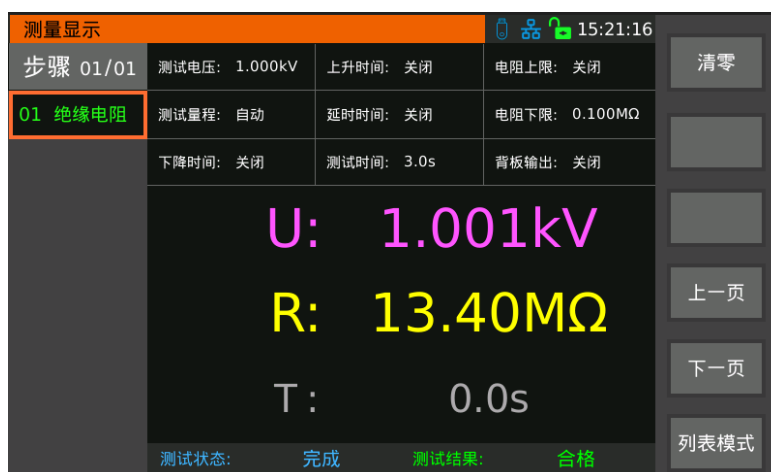 测量显示 15:21:16
步骤 01/01
01 绝缘电阻
测试电压: 1.000kV 上升时间: 关闭 电阻上限: 关闭
测试量程: 自动 延时时间: 关闭 电阻下限: 0.100MΩ
下降时间: 关闭 测试时间: 3.0s 背板输出: 关闭
U: 1.001kV
R: 13.40MΩ
T: 0.0s
测试状态: 完成 测试结果: 合格
清零
上一页
下一页
列表模式